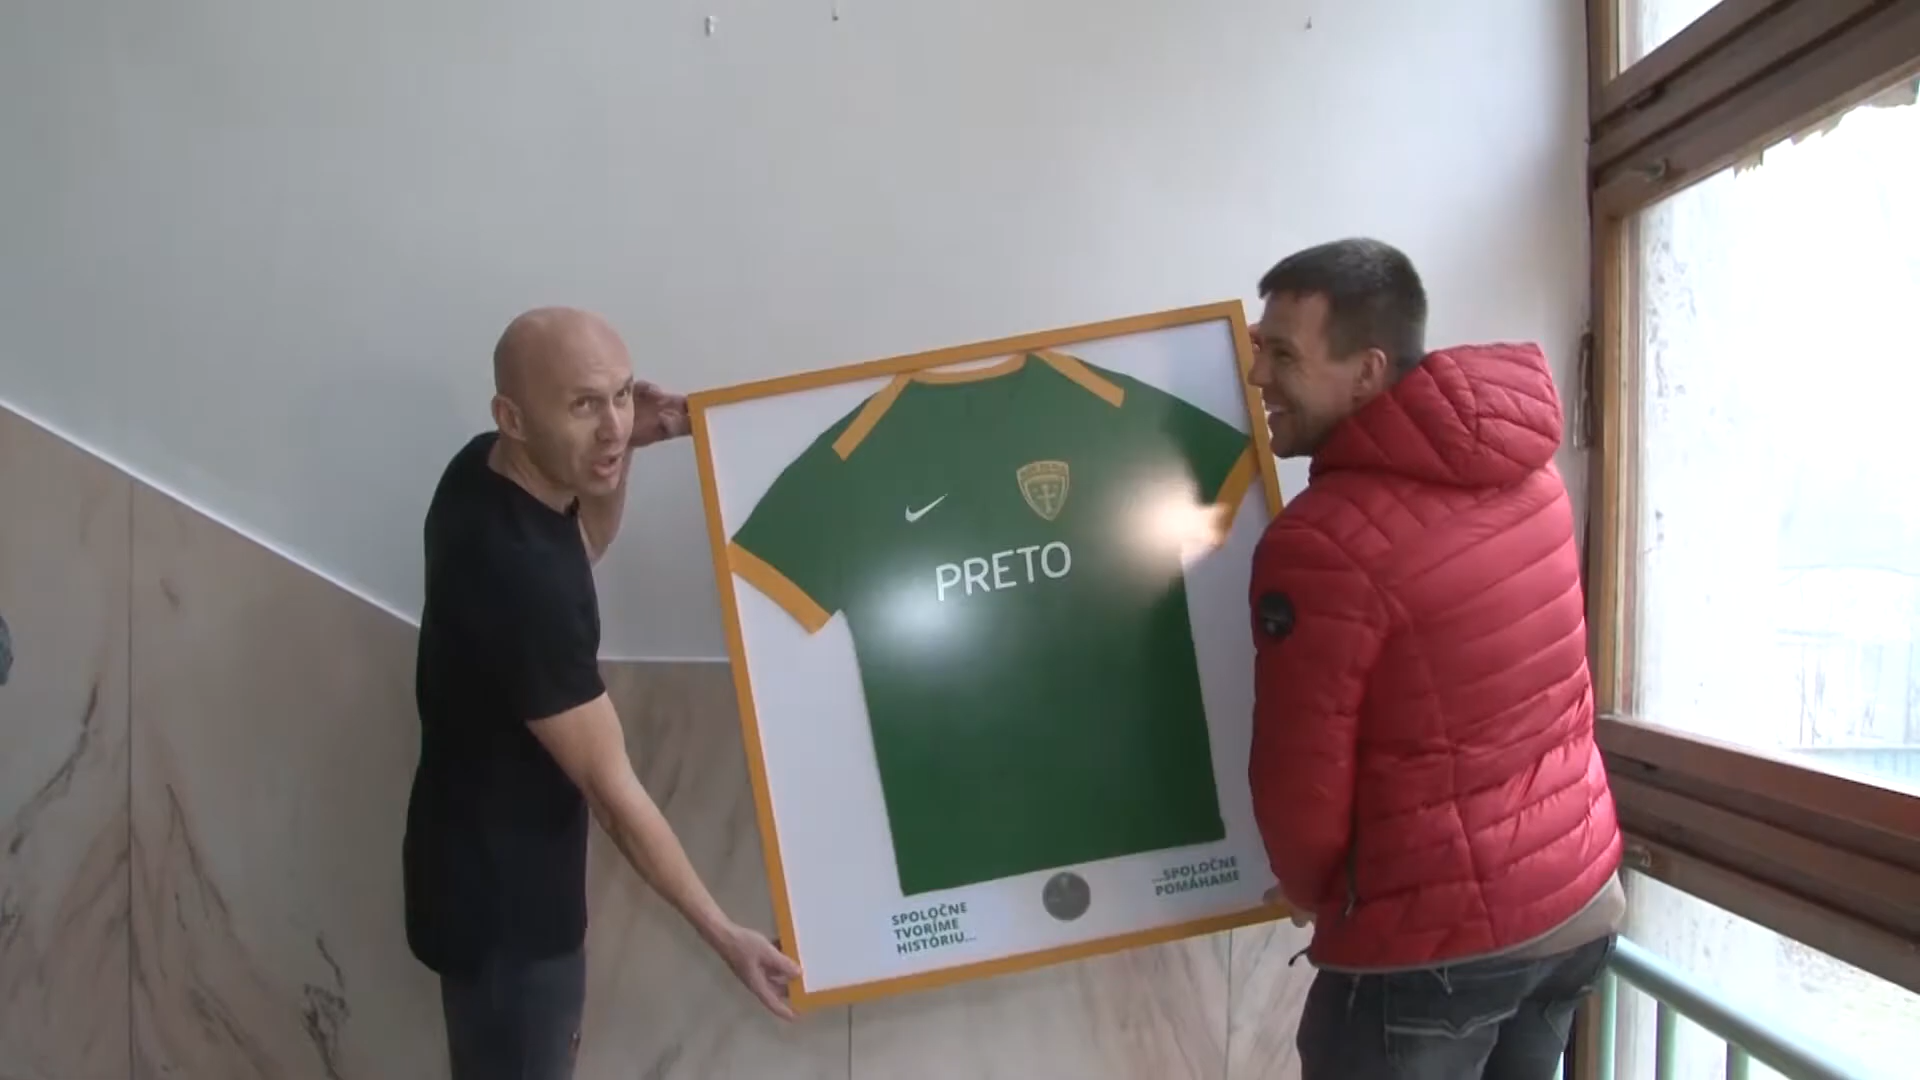 PRETO
SPOLOČNE
TVORÍME
HISTÓRIU...
...SPOLOČNE
POMÁHAME